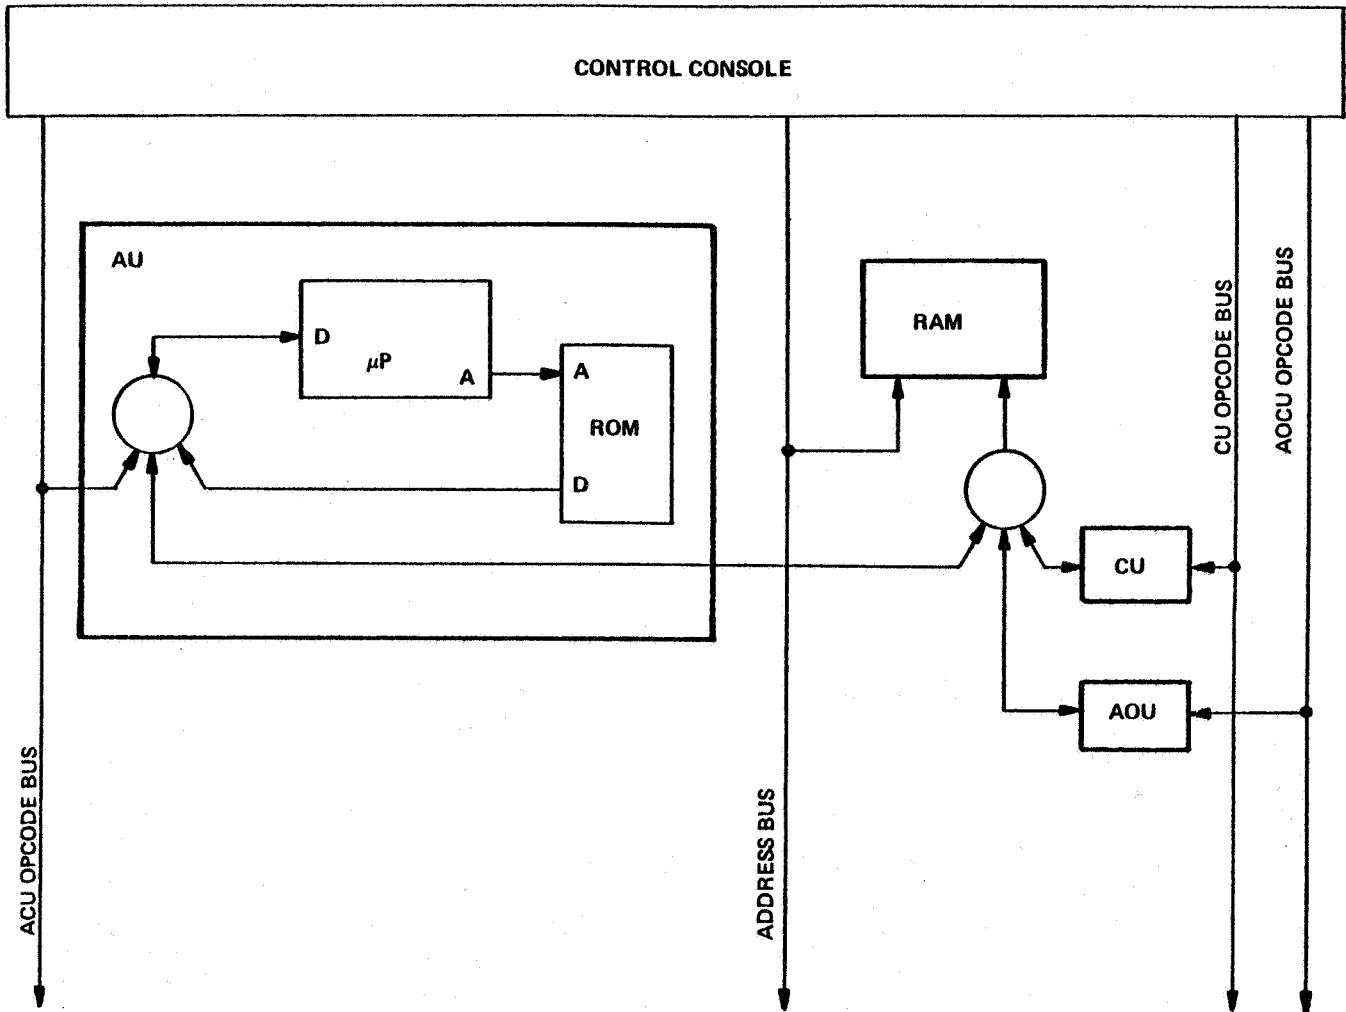 CONTROL CONSOLE
AU
D
μP
A
A
ROM
D
RAM
CU
AOU
ACU OPCODE BUS
ADDRESS BUS
CU OPCODE BUS
AOCU OPCODE BUS